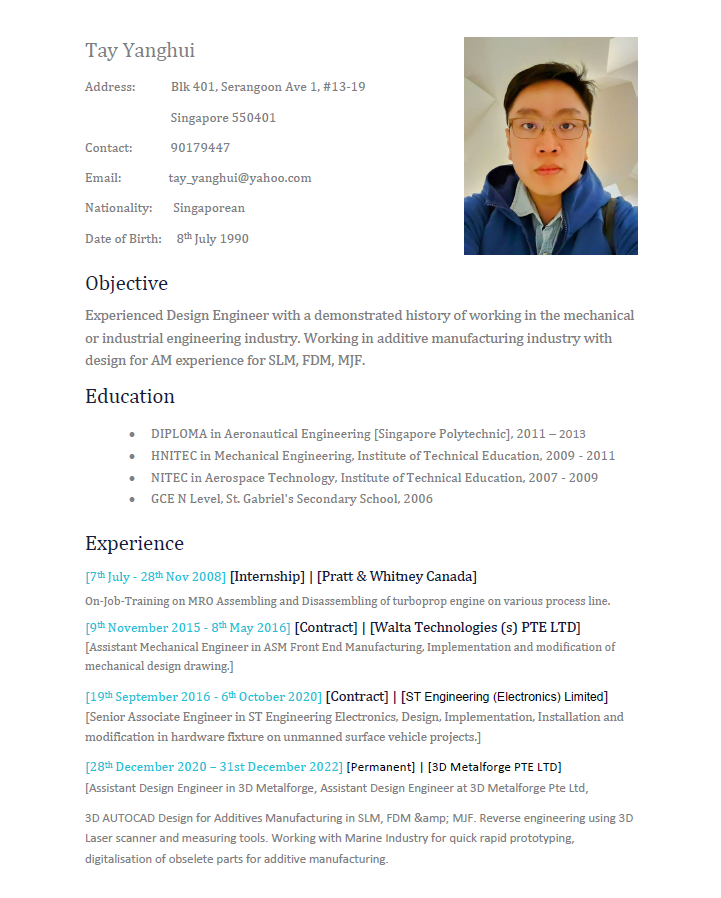 Tay Yanghui
Address: Blk 401, Serangoon Ave 1, #13-19
Singapore 550401
Contact: 90179447
Email: tay_yanghui@yahoo.com
Nationality: Singaporean
Date of Birth: 8th July 1990
Objective
Experienced Design Engineer with a demonstrated history of working in the mechanical
or industrial engineering industry. Working in additive manufacturing industry with
design for AM experience for SLM, FDM, MJF.
Education
• DIPLOMA in Aeronautical Engineering [Singapore Polytechnic], 2011 – 2013
• HNITEC in Mechanical Engineering, Institute of Technical Education, 2009 - 2011
• NITEC in Aerospace Technology, Institute of Technical Education, 2007 - 2009
• GCE N Level, St. Gabriel's Secondary School, 2006
Experience
[7th July - 28th Nov 2008] [Internship] | [Pratt & Whitney Canada]
On-Job-Training on MRO Assembling and Disassembling of turboprop engine on various process line.
[9th November 2015 - 8th May 2016] [Contract] | [Walta Technologies (s) PTE LTD]
[Assistant Mechanical Engineer in ASM Front End Manufacturing, Implementation and modification of
mechanical design drawing.]
[19th September 2016 - 6th October 2020] [Contract] | [ST Engineering (Electronics) Limited]
[Senior Associate Engineer in ST Engineering Electronics, Design, Implementation, Installation and
modification in hardware fixture on unmanned surface vehicle projects.]
[28th December 2020 – 31st December 2022] [Permanent] | [3D Metalforge PTE LTD]
[Assistant Design Engineer in 3D Metalforge, Assistant Design Engineer at 3D Metalforge Pte Ltd,
3D AUTOCAD Design for Additives Manufacturing in SLM, FDM &amp; MJF. Reverse engineering using 3D
Laser scanner and measuring tools. Working with Marine Industry for quick rapid prototyping,
digitalisation of obselete parts for additive manufacturing.